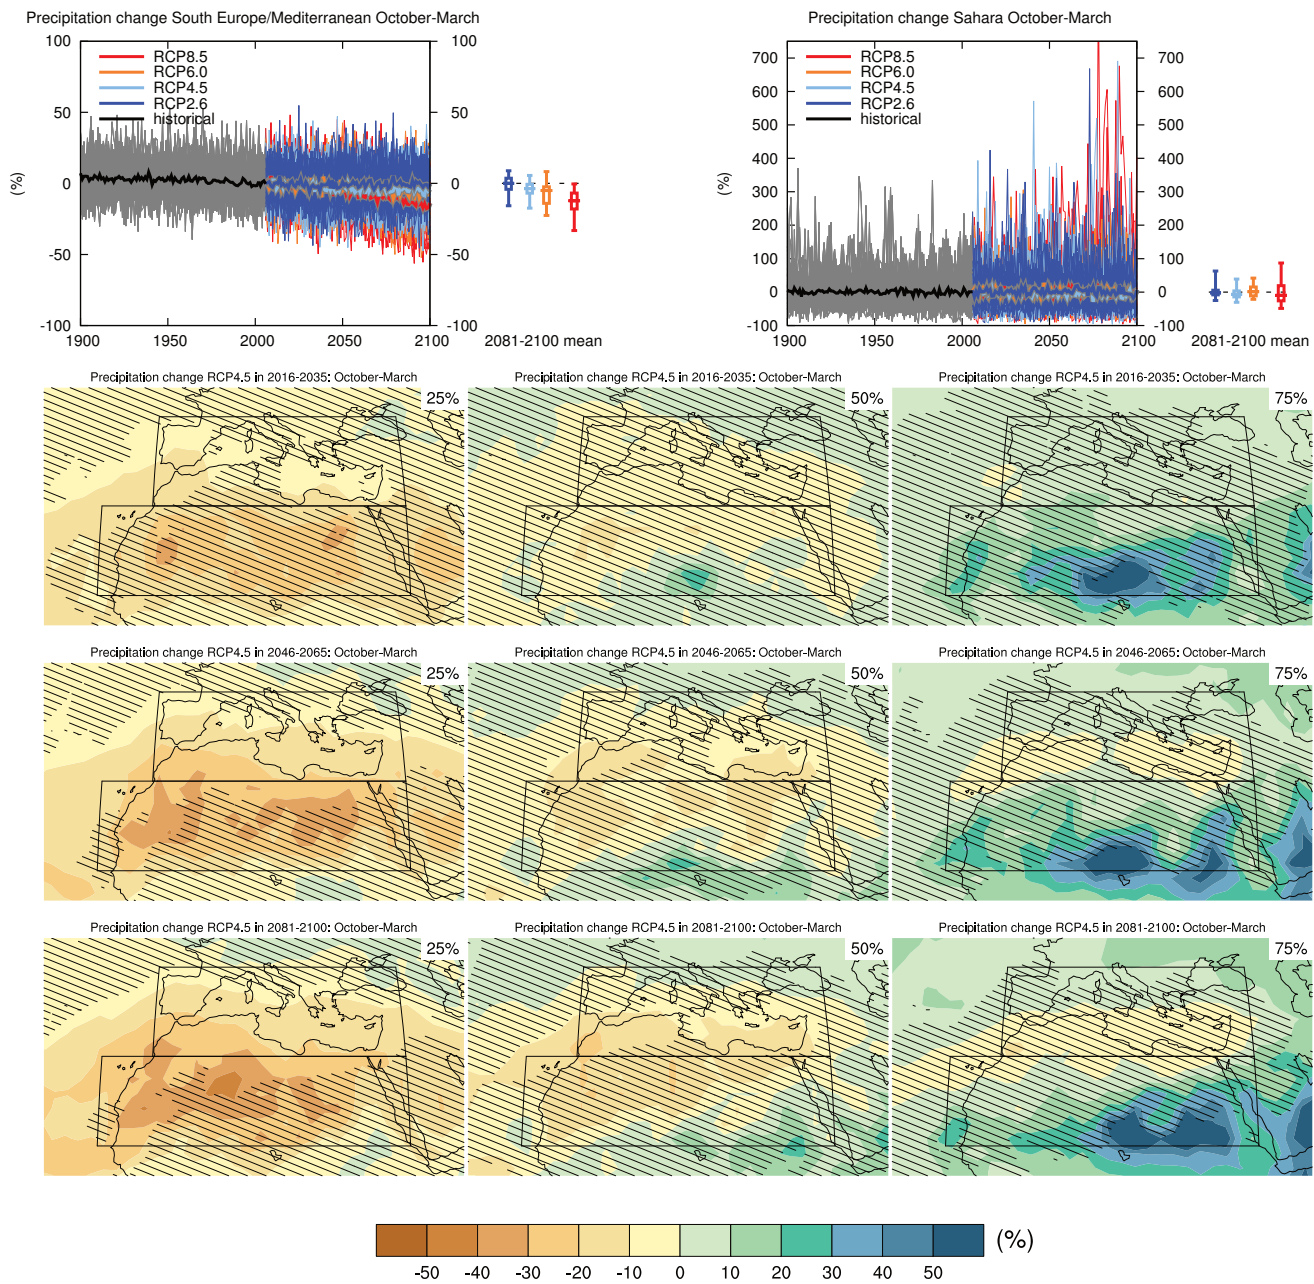 Precipitation change South Europe/Mediterranean October-March
100
50
0
-50
-100
(%)
RCP8.5
RCP6.0
RCP4.5
RCP2.6
historical
100
50
0
-50
-100
1900 1950 2000 2050 2100
2081-2100 mean
Precipitation change Sahara October-March
700
600
500
400
300
200
100
0
-100
(%)
RCP8.5
RCP6.0
RCP4.5
RCP2.6
historical
700
600
500
400
300
200
100
0
-100
1900 1950 2000 2050 2100
2081-2100 mean
Precipitation change RCP4.5 in 2016-2035: October-March
25%
Precipitation change RCP4.5 in 2016-2035: October-March
50%
Precipitation change RCP4.5 in 2016-2035: October-March
75%
Precipitation change RCP4.5 in 2046-2065: October-March
25%
Precipitation change RCP4.5 in 2046-2065: October-March
50%
Precipitation change RCP4.5 in 2046-2065: October-March
75%
Precipitation change RCP4.5 in 2081-2100: October-March
25%
Precipitation change RCP4.5 in 2081-2100: October-March
50%
Precipitation change RCP4.5 in 2081-2100: October-March
75%
(%)
-50 -40 -30 -20 -10 0 10 20 30 40 50